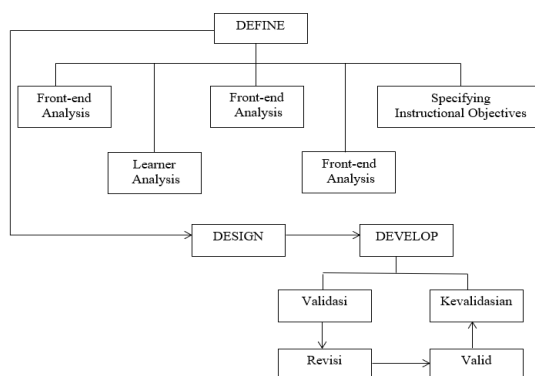 DEFINE
Front-end
Analysis
Front-end
Analysis
Specifying
Instructional Objectives
Learner
Analysis
Front-end
Analysis
DESIGN
DEVELOP
Validasi
Kevalidasian
Revisi
Valid